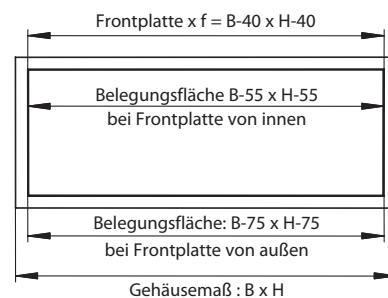 Frontplatte x f = B-40 x H-40
Belegungsfläche B-55 x H-55
bei Frontplatte von innen
Belegungsfläche: B-75 x H-75
bei Frontplatte von außen
Gehäusemaß : B x H